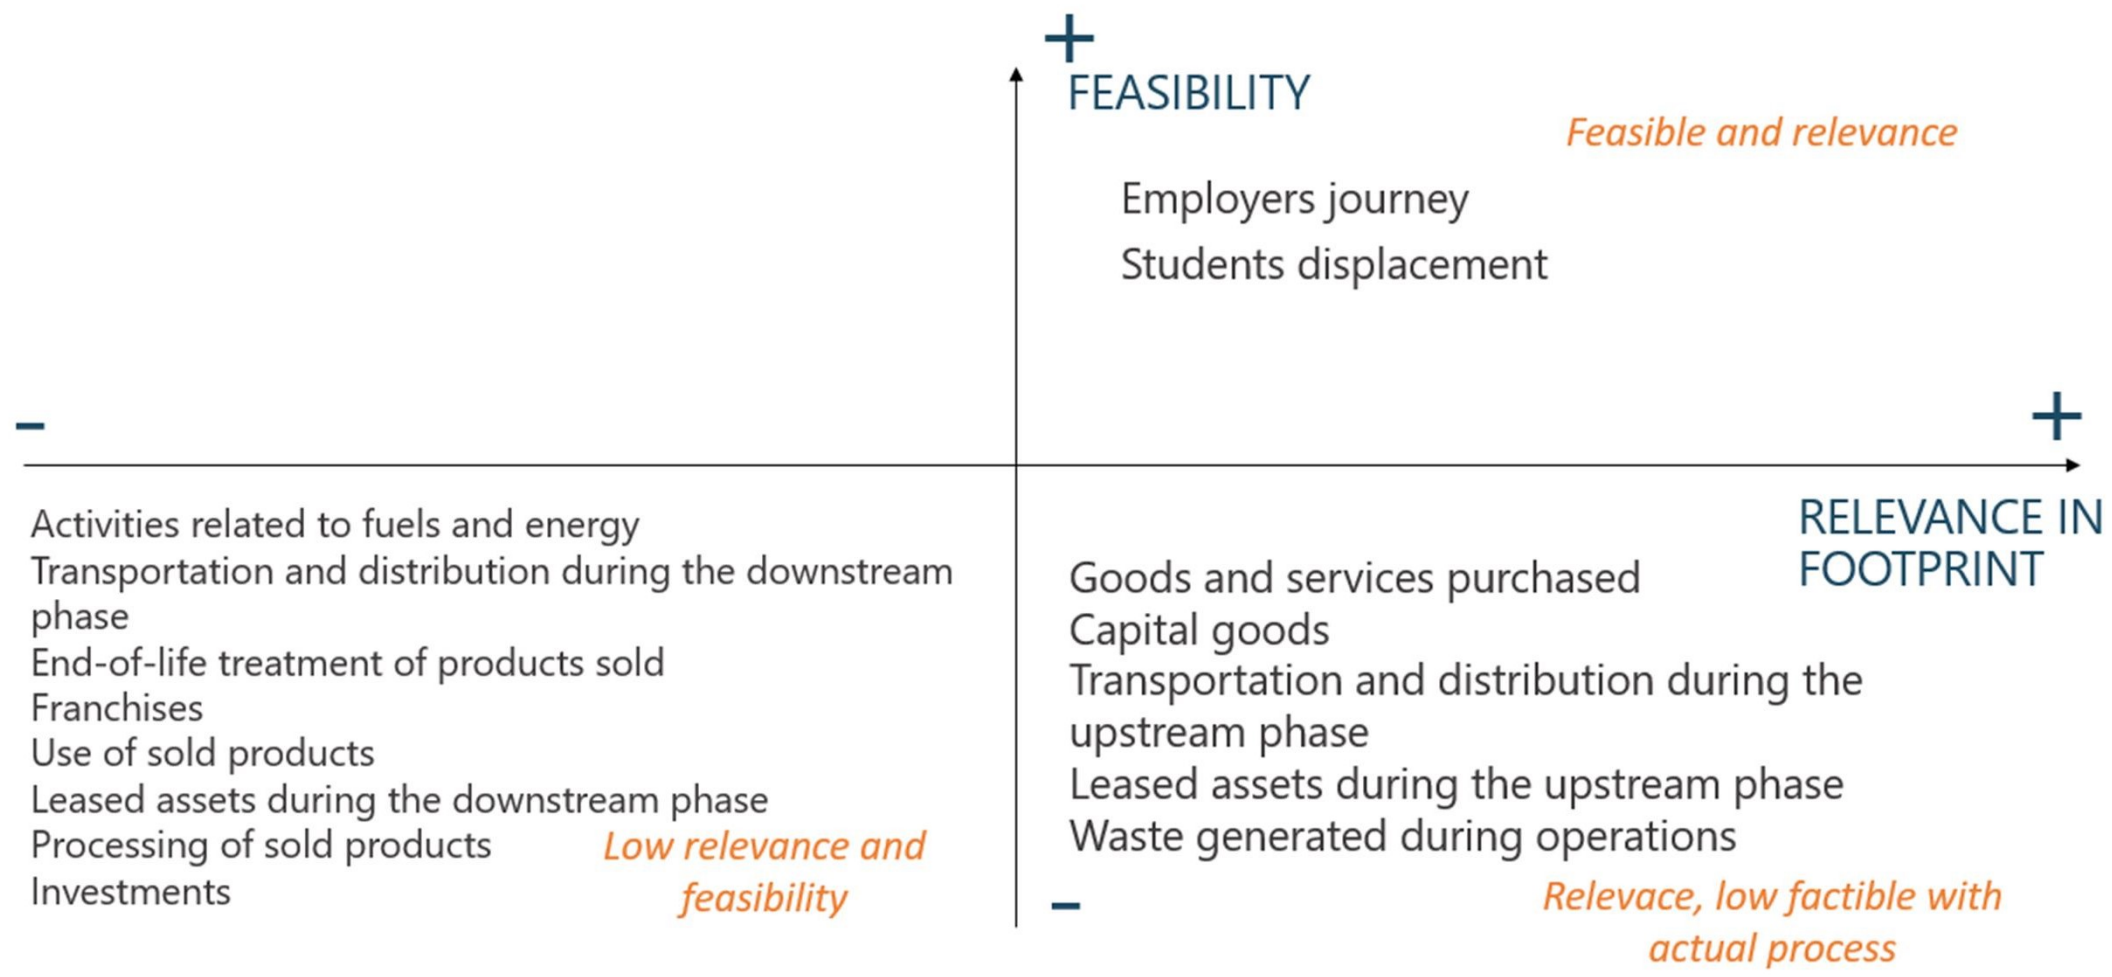 +
FEASIBILITY
Feasible and relevance
Employers journey
Students displacement
-
+
RELEVANCE IN
FOOTPRINT
Activities related to fuels and energy
Transportation and distribution during the downstream
phase
End-of-life treatment of products sold
Franchises
Use of sold products
Leased assets during the downstream phase
Processing of sold products
Investments
Low relevance and
feasibility
Goods and services purchased
Capital goods
Transportation and distribution during the
upstream phase
Leased assets during the upstream phase
Waste generated during operations
-
Relevace, low factible with
actual process